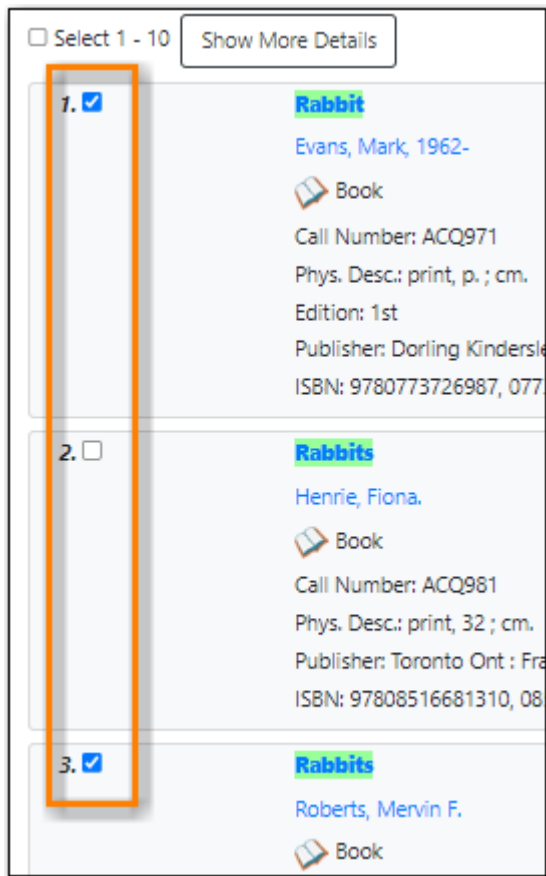 Select 1 - 10 Show More Details
1. Rabbit
Evans, Mark, 1962-
Book
Call Number: ACQ971
Phys. Desc.: print, p. ; cm.
Edition: 1st
Publisher: Dorling Kindersle
ISBN: 9780773726987, 077
2. Rabbits
Henrie, Fiona.
Book
Call Number: ACQ981
Phys. Desc.: print, 32 ; cm.
Publisher: Toronto Ont : Fra
ISBN: 97808516681310, 08
3. Rabbits
Roberts, Mervin F.
Book